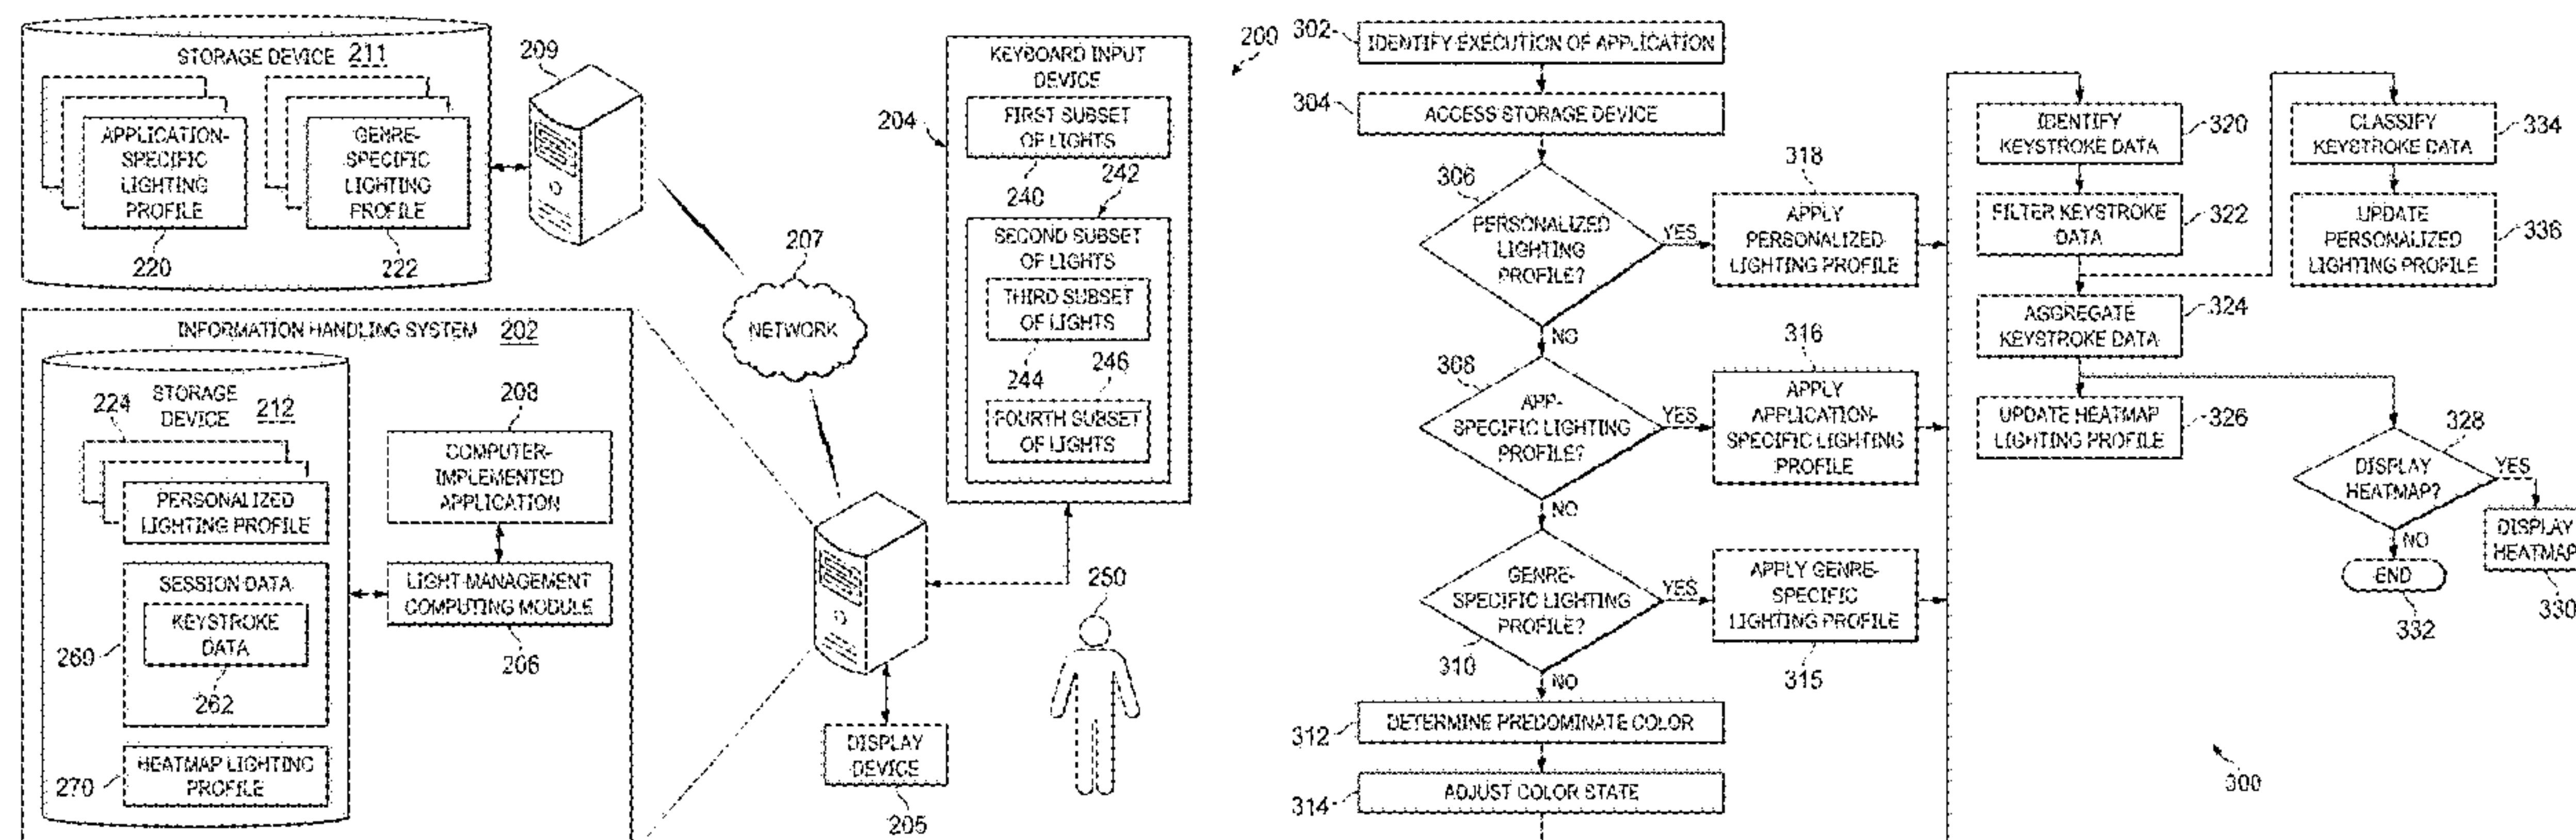 STORAGE DEVICE 211
APPLICATION-
SPECIFIC
LIGHTING
PROFILE
220
GENRE-
SPECIFIC
LIGHTING
PROFILE
222
209
207
NETWORK
INFORMATION HANDLING SYSTEM 202
STORAGE
DEVICE 212
224
PERSONALIZED
LIGHTING PROFILE
SESSION DATA
KEYSTROKE
DATA
262
269
HEATMAP LIGHTING
PROFILE
270
208
COMPUTER-
IMPLEMENTED
APPLICATION
LIGHT MANAGEMENT
COMPUTING MODULE
206
204
KEYBOARD INPUT
DEVICE
FIRST SUBSET
OF LIGHTS
240
242
SECOND SUBSET
OF LIGHTS
THIRD SUBSET
OF LIGHTS
244
246
FOURTH SUBSET
OF LIGHTS
200
250
DISPLAY
DEVICE
205
302
IDENTIFY EXECUTION OF APPLICATION
304
ACCESS STORAGE DEVICE
306
PERSONALIZED
LIGHTING
PROFILE?
YES
NO
318
APPLY
PERSONALIZED
LIGHTING PROFILE
308
APP-
SPECIFIC LIGHTING
PROFILE?
YES
NO
316
APPLY
APPLICATION-
SPECIFIC LIGHTING
PROFILE
310
GENRE-
SPECIFIC LIGHTING
PROFILE?
YES
NO
APPLY GENRE-
SPECIFIC
LIGHTING PROFILE
315
312
DETERMINE PREDOMINATE COLOR
314
ADJUST COLOR STATE
IDENTIFY
KEYSTROKE DATA
320
FILTER KEYSTROKE
DATA
322
AGGREGATE
KEYSTROKE DATA
324
UPDATE HEATMAP
LIGHTING PROFILE
326
CLASSIFY
KEYSTROKE DATA
334
UPDATE
PERSONALIZED
LIGHTING PROFILE
336
328
DISPLAY
HEATMAP?
YES
NO
END
332
DISPLAY
HEATMAP
330
300